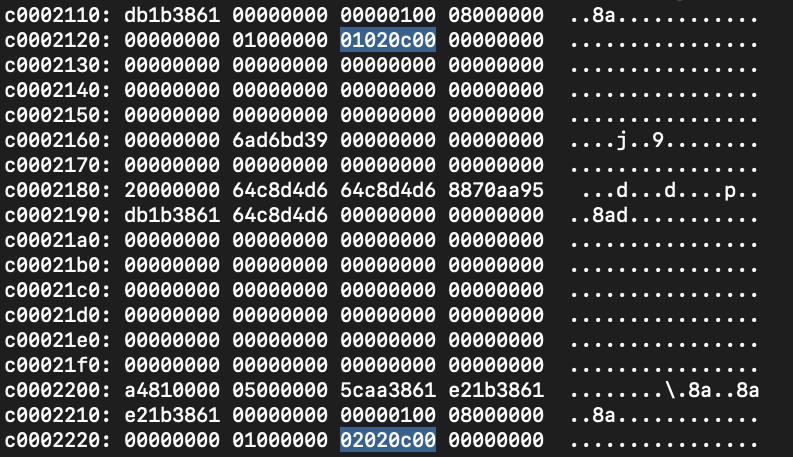 c0002110: db1b3861 00000000 00000100 08000000 ..8a............
c0002120: 00000000 01000000 01020c00 00000000 ................
c0002130: 00000000 00000000 00000000 00000000 ................
c0002140: 00000000 00000000 00000000 00000000 ................
c0002150: 00000000 00000000 00000000 00000000 ................
c0002160: 00000000 6ad6bd39 00000000 00000000 ....j..9........
c0002170: 00000000 00000000 00000000 00000000 ................
c0002180: 20000000 64c8d4d6 64c8d4d6 8870aa95  ...d...d....p..
c0002190: db1b3861 64c8d4d6 00000000 00000000 ..8ad...........
c00021a0: 00000000 00000000 00000000 00000000 ................
c00021b0: 00000000 00000000 00000000 00000000 ................
c00021c0: 00000000 00000000 00000000 00000000 ................
c00021d0: 00000000 00000000 00000000 00000000 ................
c00021e0: 00000000 00000000 00000000 00000000 ................
c00021f0: 00000000 00000000 00000000 00000000 ................
c0002200: a4810000 05000000 5caa3861 e21b3861 ........\.8a..8a
c0002210: e21b3861 00000000 00000100 08000000 ..8a............
c0002220: 00000000 01000000 02020c00 00000000 ................